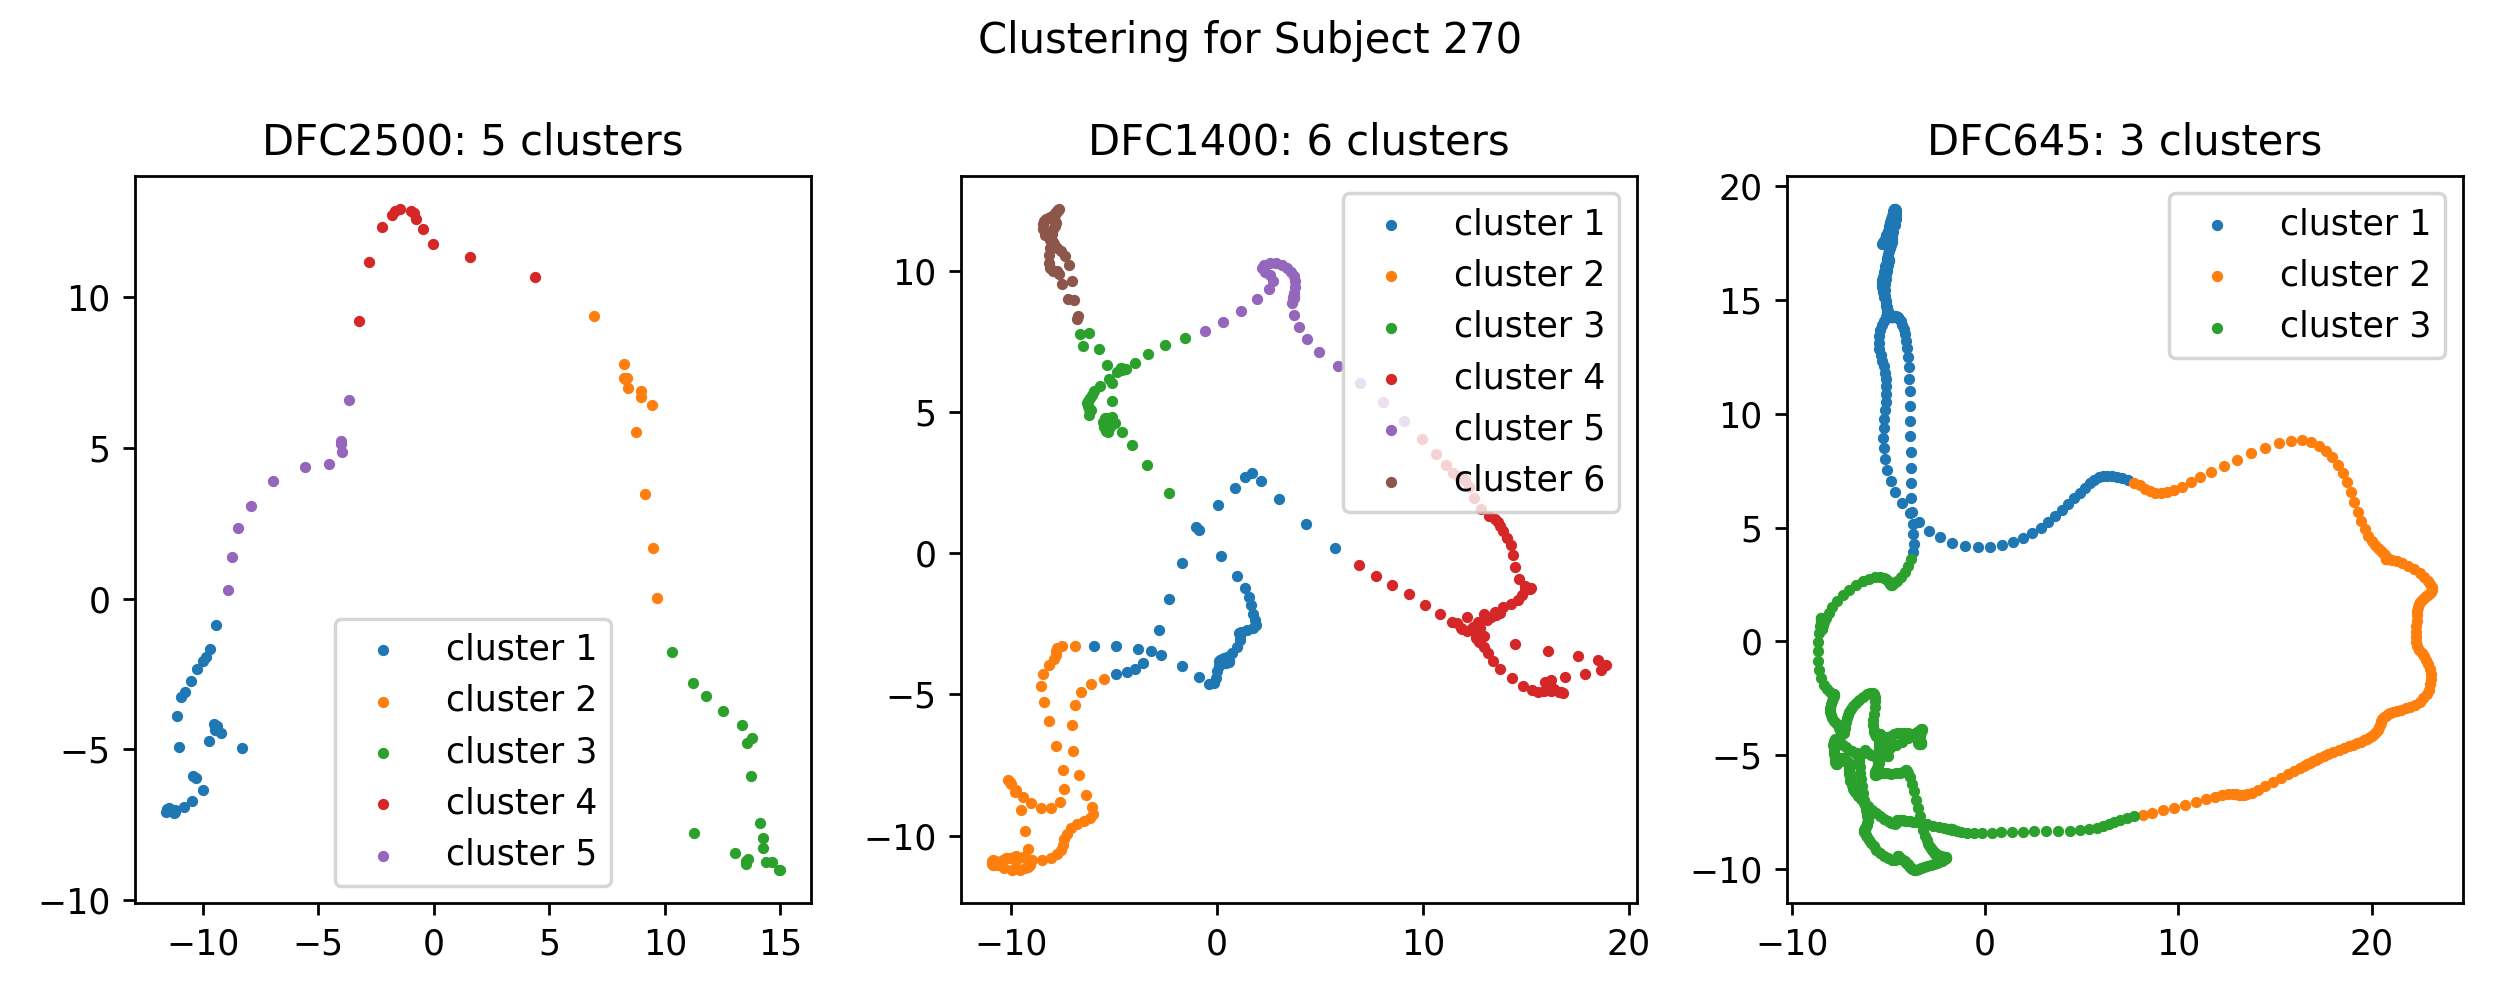 Clustering for Subject 270
DFC2500: 5 clusters
10
5
0
−5
−10
−10 −5 0 5 10 15
cluster 1
cluster 2
cluster 3
cluster 4
cluster 5
DFC1400: 6 clusters
10
5
0
−5
−10
−10 0 10 20
cluster 1
cluster 2
cluster 3
cluster 4
cluster 5
cluster 6
DFC645: 3 clusters
20
15
10
5
0
−5
−10
−10 0 10 20
cluster 1
cluster 2
cluster 3